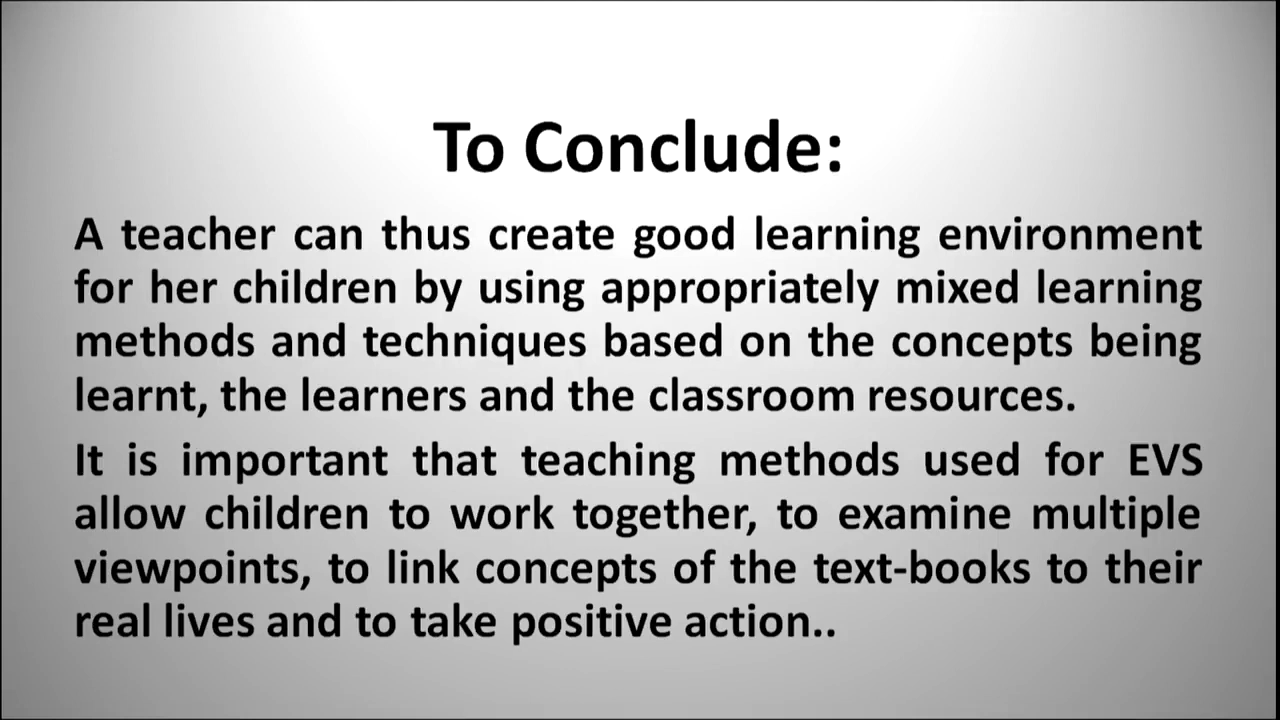 To Conclude:
A teacher can thus create good learning environment
for her children by using appropriately mixed learning
methods and techniques based on the concepts being
learnt, the learners and the classroom resources.
It is important that teaching methods used for EVS
allow children to work together, to examine multiple
viewpoints, to link concepts of the text-books to their
real lives and to take positive action..